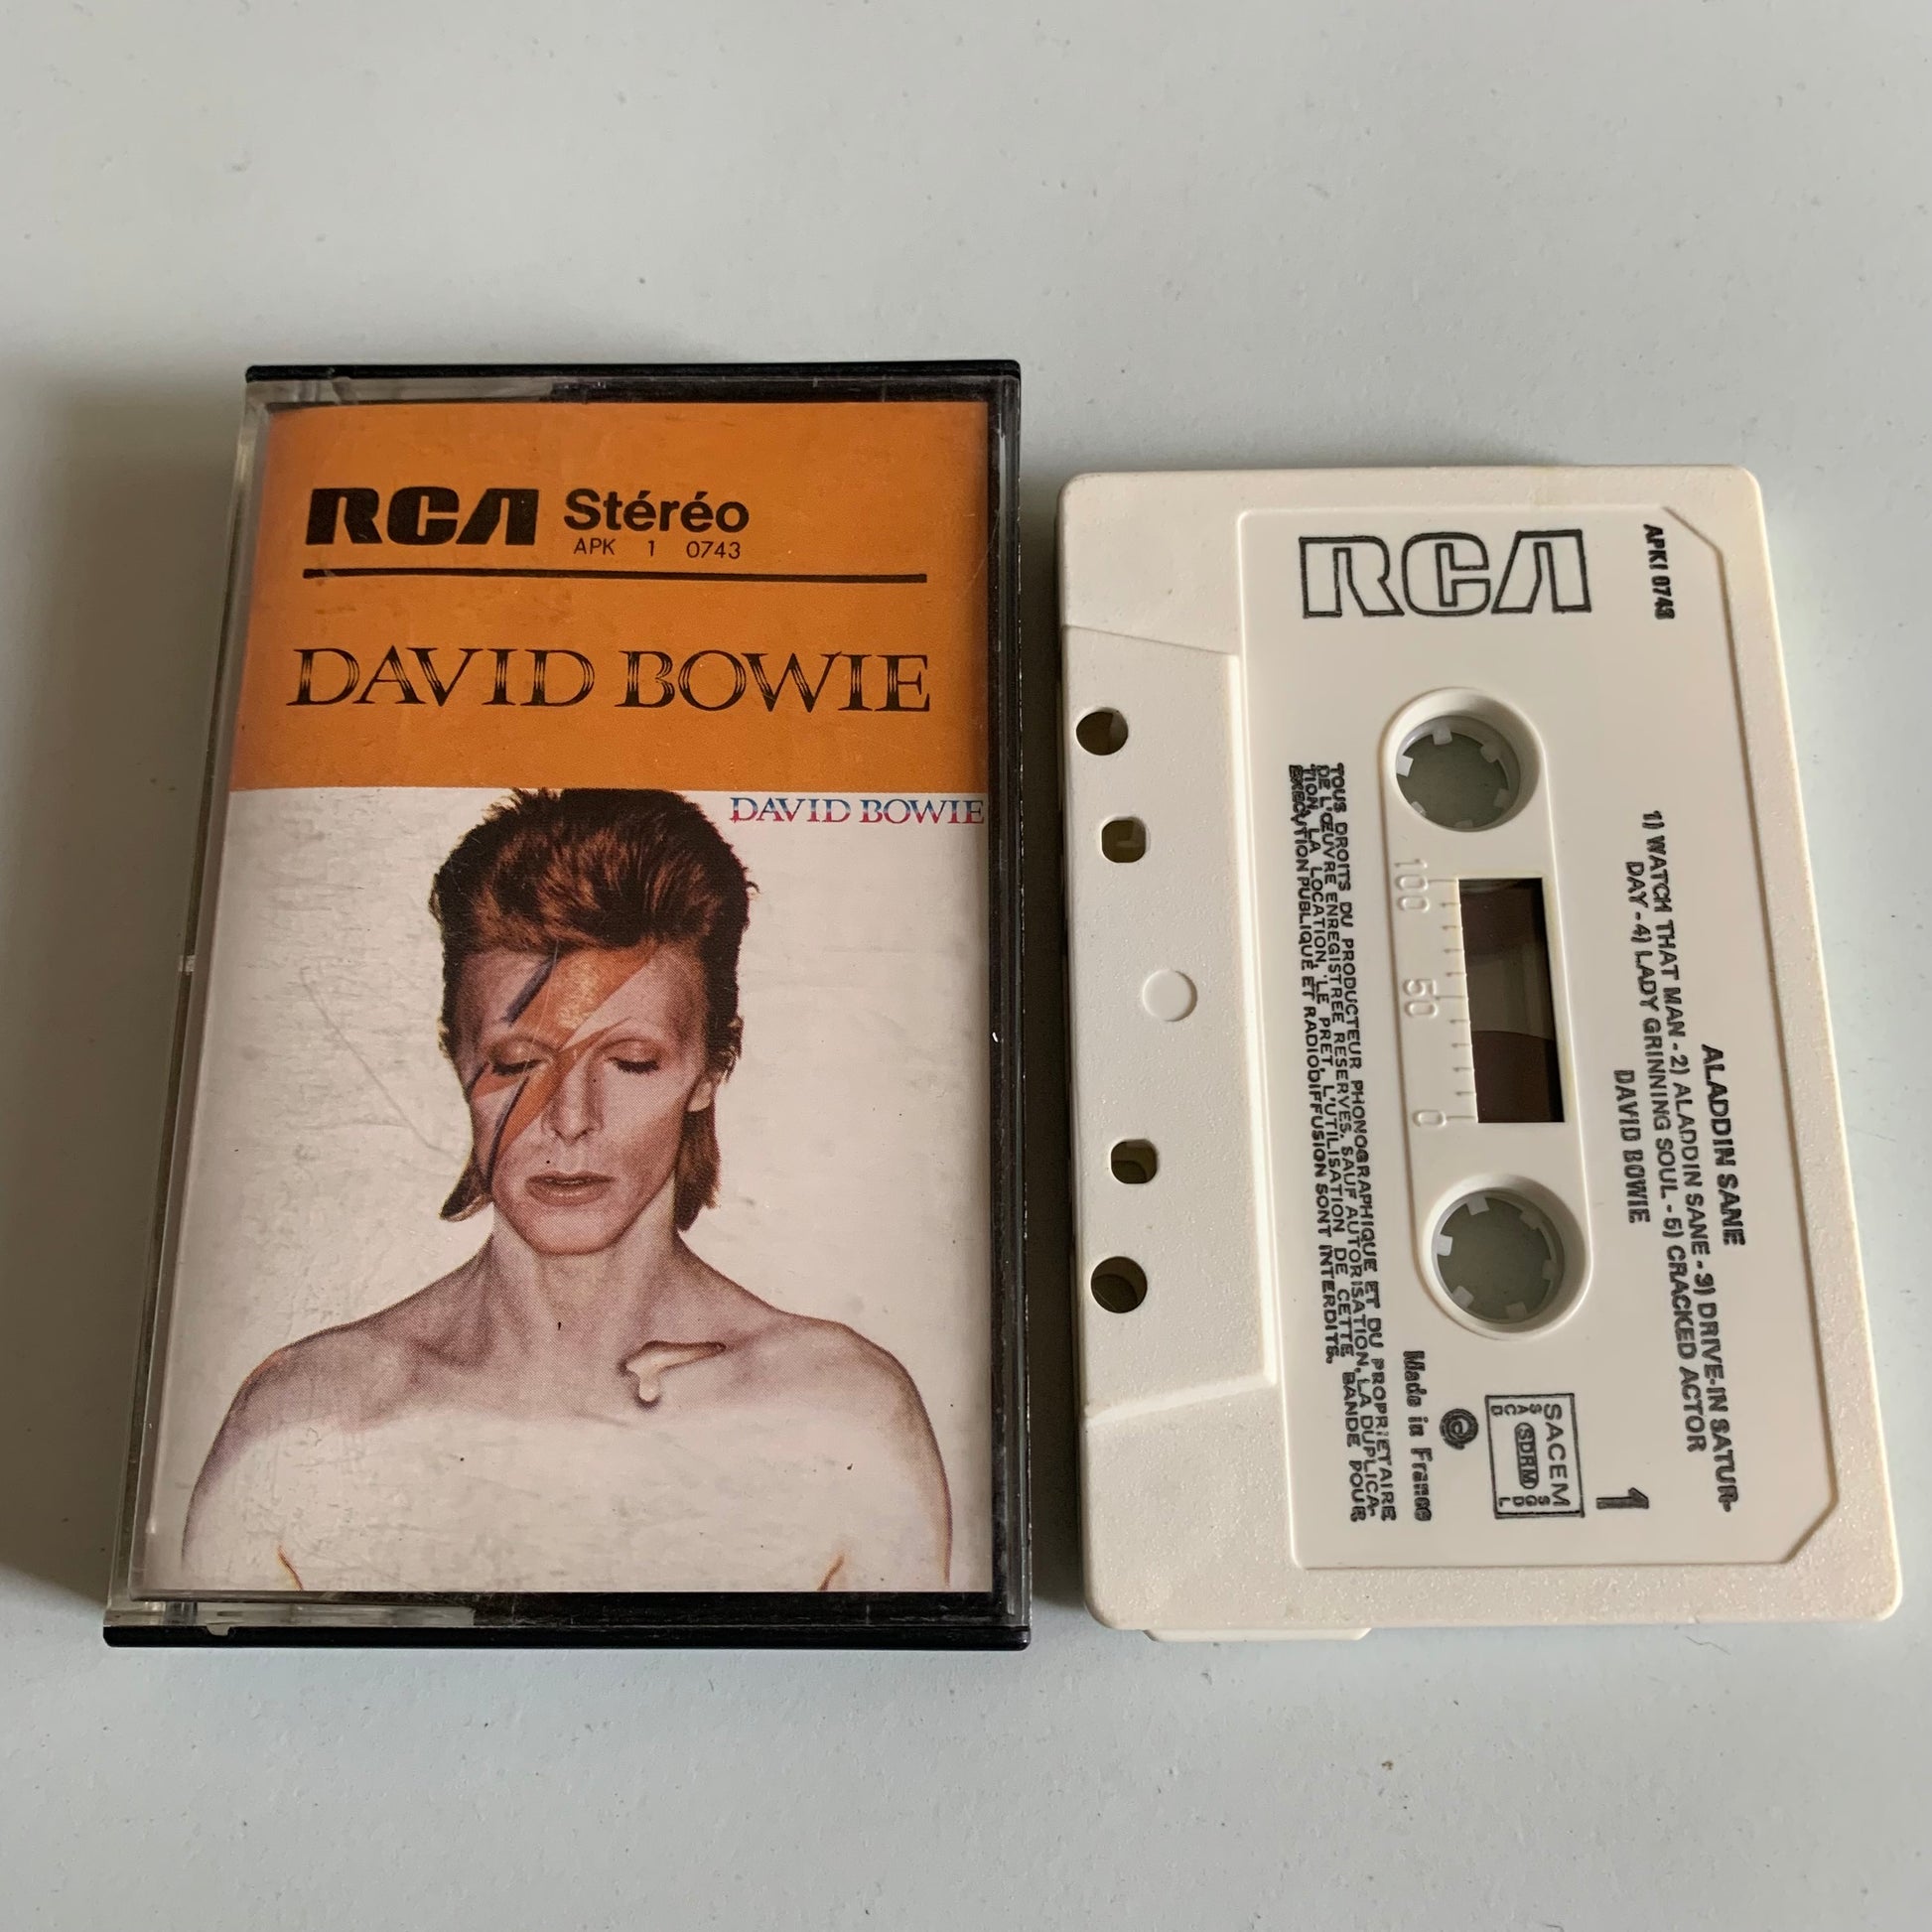 RCA Stéréo
APK 1 0743
DAVID BOWIE
DAVID BOWIE
APKI 0743
RCA
ALADDIN SANE
1) WATCH THAT MAN - 2) ALADDIN SANE - 3) DRIVE-IN SATUR-
DAY - 4) LADY GRINNING SOUL - 5) CRACKED ACTOR
DAVID BOWIE
1
100 50 0
SACEM
SDRM
Made in France
TOUS DROITS DU PRODUCTEUR PHONOGRAPHIQUE ET DU PROPRIETAIRE
DE L'ŒUVRE ENREGISTREE RESERVES. SAUF AUTORISATION, LA DUPLICA-
TION, LA LOCATION, LE PRET, L'UTILISATION DE CETTE BANDE POUR
EXECUTION PUBLIQUE ET RADIODIFFUSION SONT INTERDITS.